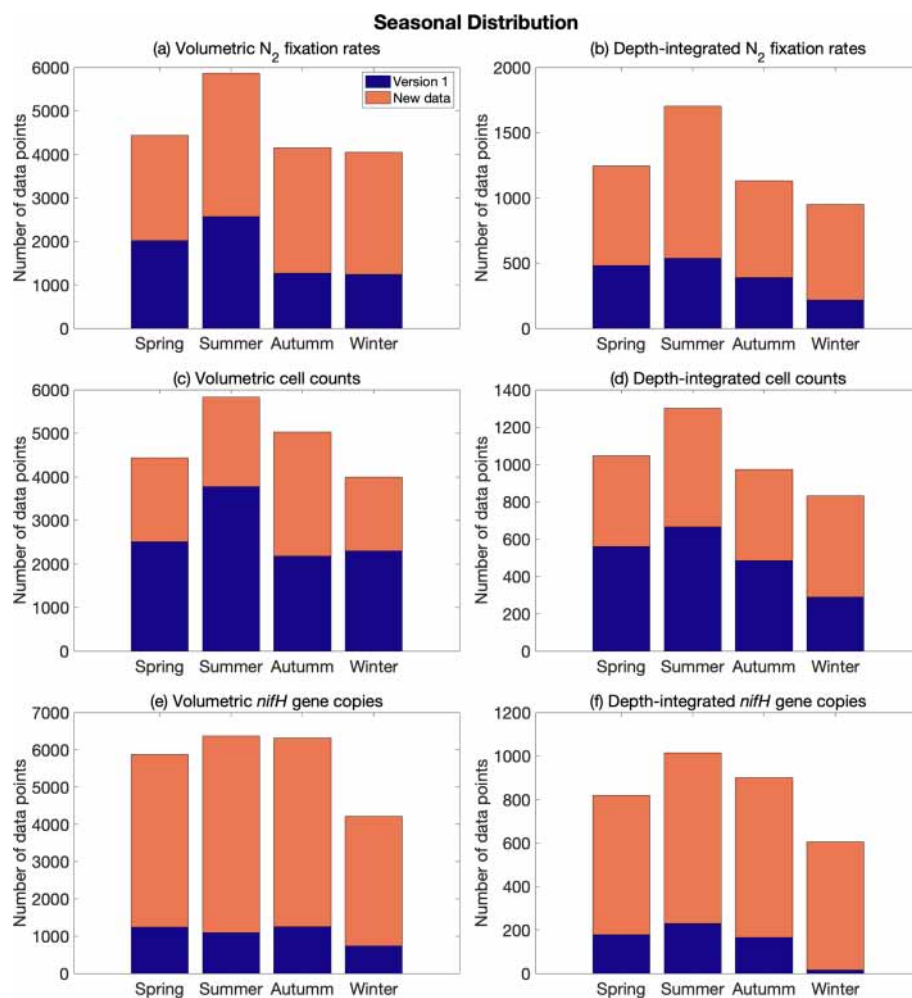 Seasonal Distribution
(a) Volumetric N2 fixation rates
Number of data points
6000
5000
4000
3000
2000
1000
0
Version 1
New data
Spring Summer Autumm Winter
(b) Depth-integrated N2 fixation rates
Number of data points
2000
1500
1000
500
0
Spring Summer Autumm Winter
(c) Volumetric cell counts
Number of data points
6000
5000
4000
3000
2000
1000
0
Spring Summer Autumm Winter
(d) Depth-integrated cell counts
Number of data points
1400
1200
1000
800
600
400
200
0
Spring Summer Autumm Winter
(e) Volumetric nifH gene copies
Number of data points
7000
6000
5000
4000
3000
2000
1000
0
Spring Summer Autumm Winter
(f) Depth-integrated nifH gene copies
Number of data points
1200
1000
800
600
400
200
0
Spring Summer Autumm Winter